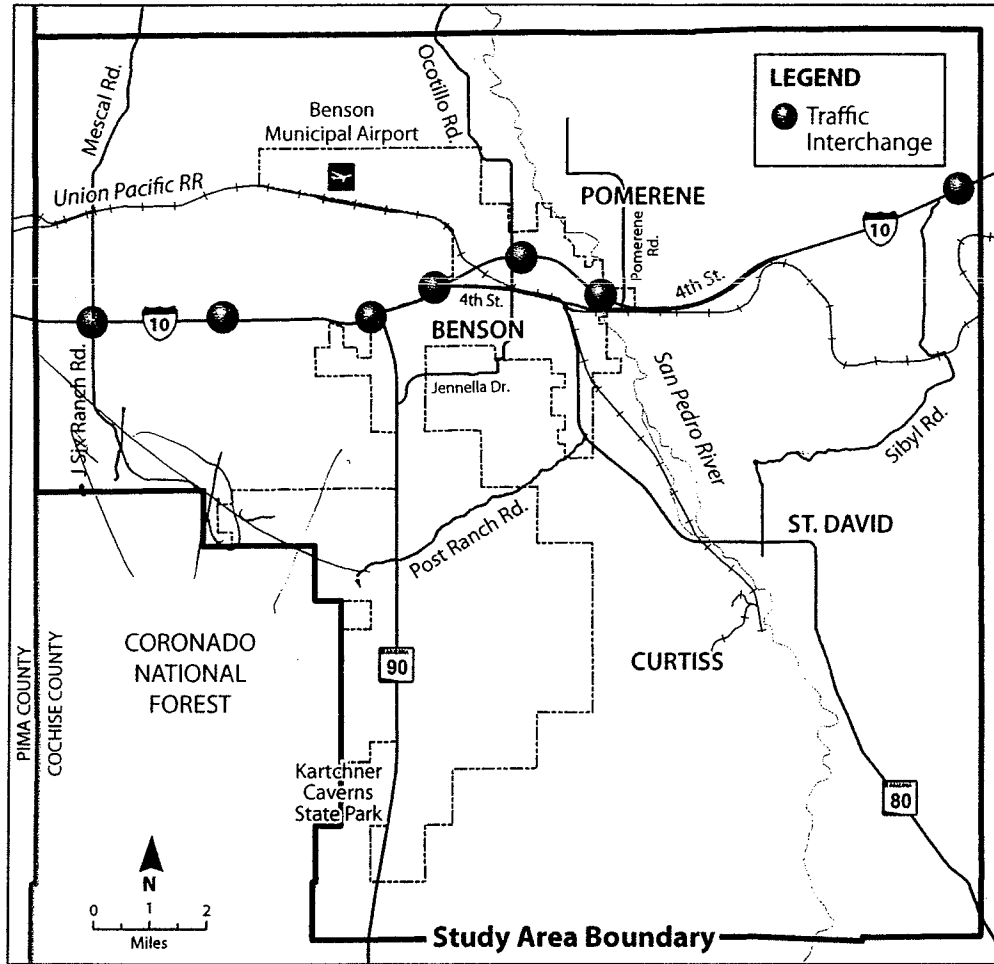 Mescal Rd.
Ocotillo Rd.
LEGEND
Traffic
Interchange
Benson
Municipal Airport
Union Pacific RR
POMERENE
Pomerene
Rd.
10
4th St.
4th St.
10
BENSON
Jennella Dr.
J Six Ranch Rd.
San Pedro River
Sibyl Rd.
Post Ranch Rd.
ST. DAVID
CORONADO
NATIONAL
FOREST
90
CURTISS
PIMA COUNTY
COCHISE COUNTY
Kartchner
Caverns
State Park
80
N
0 1 2
Miles
Study Area Boundary